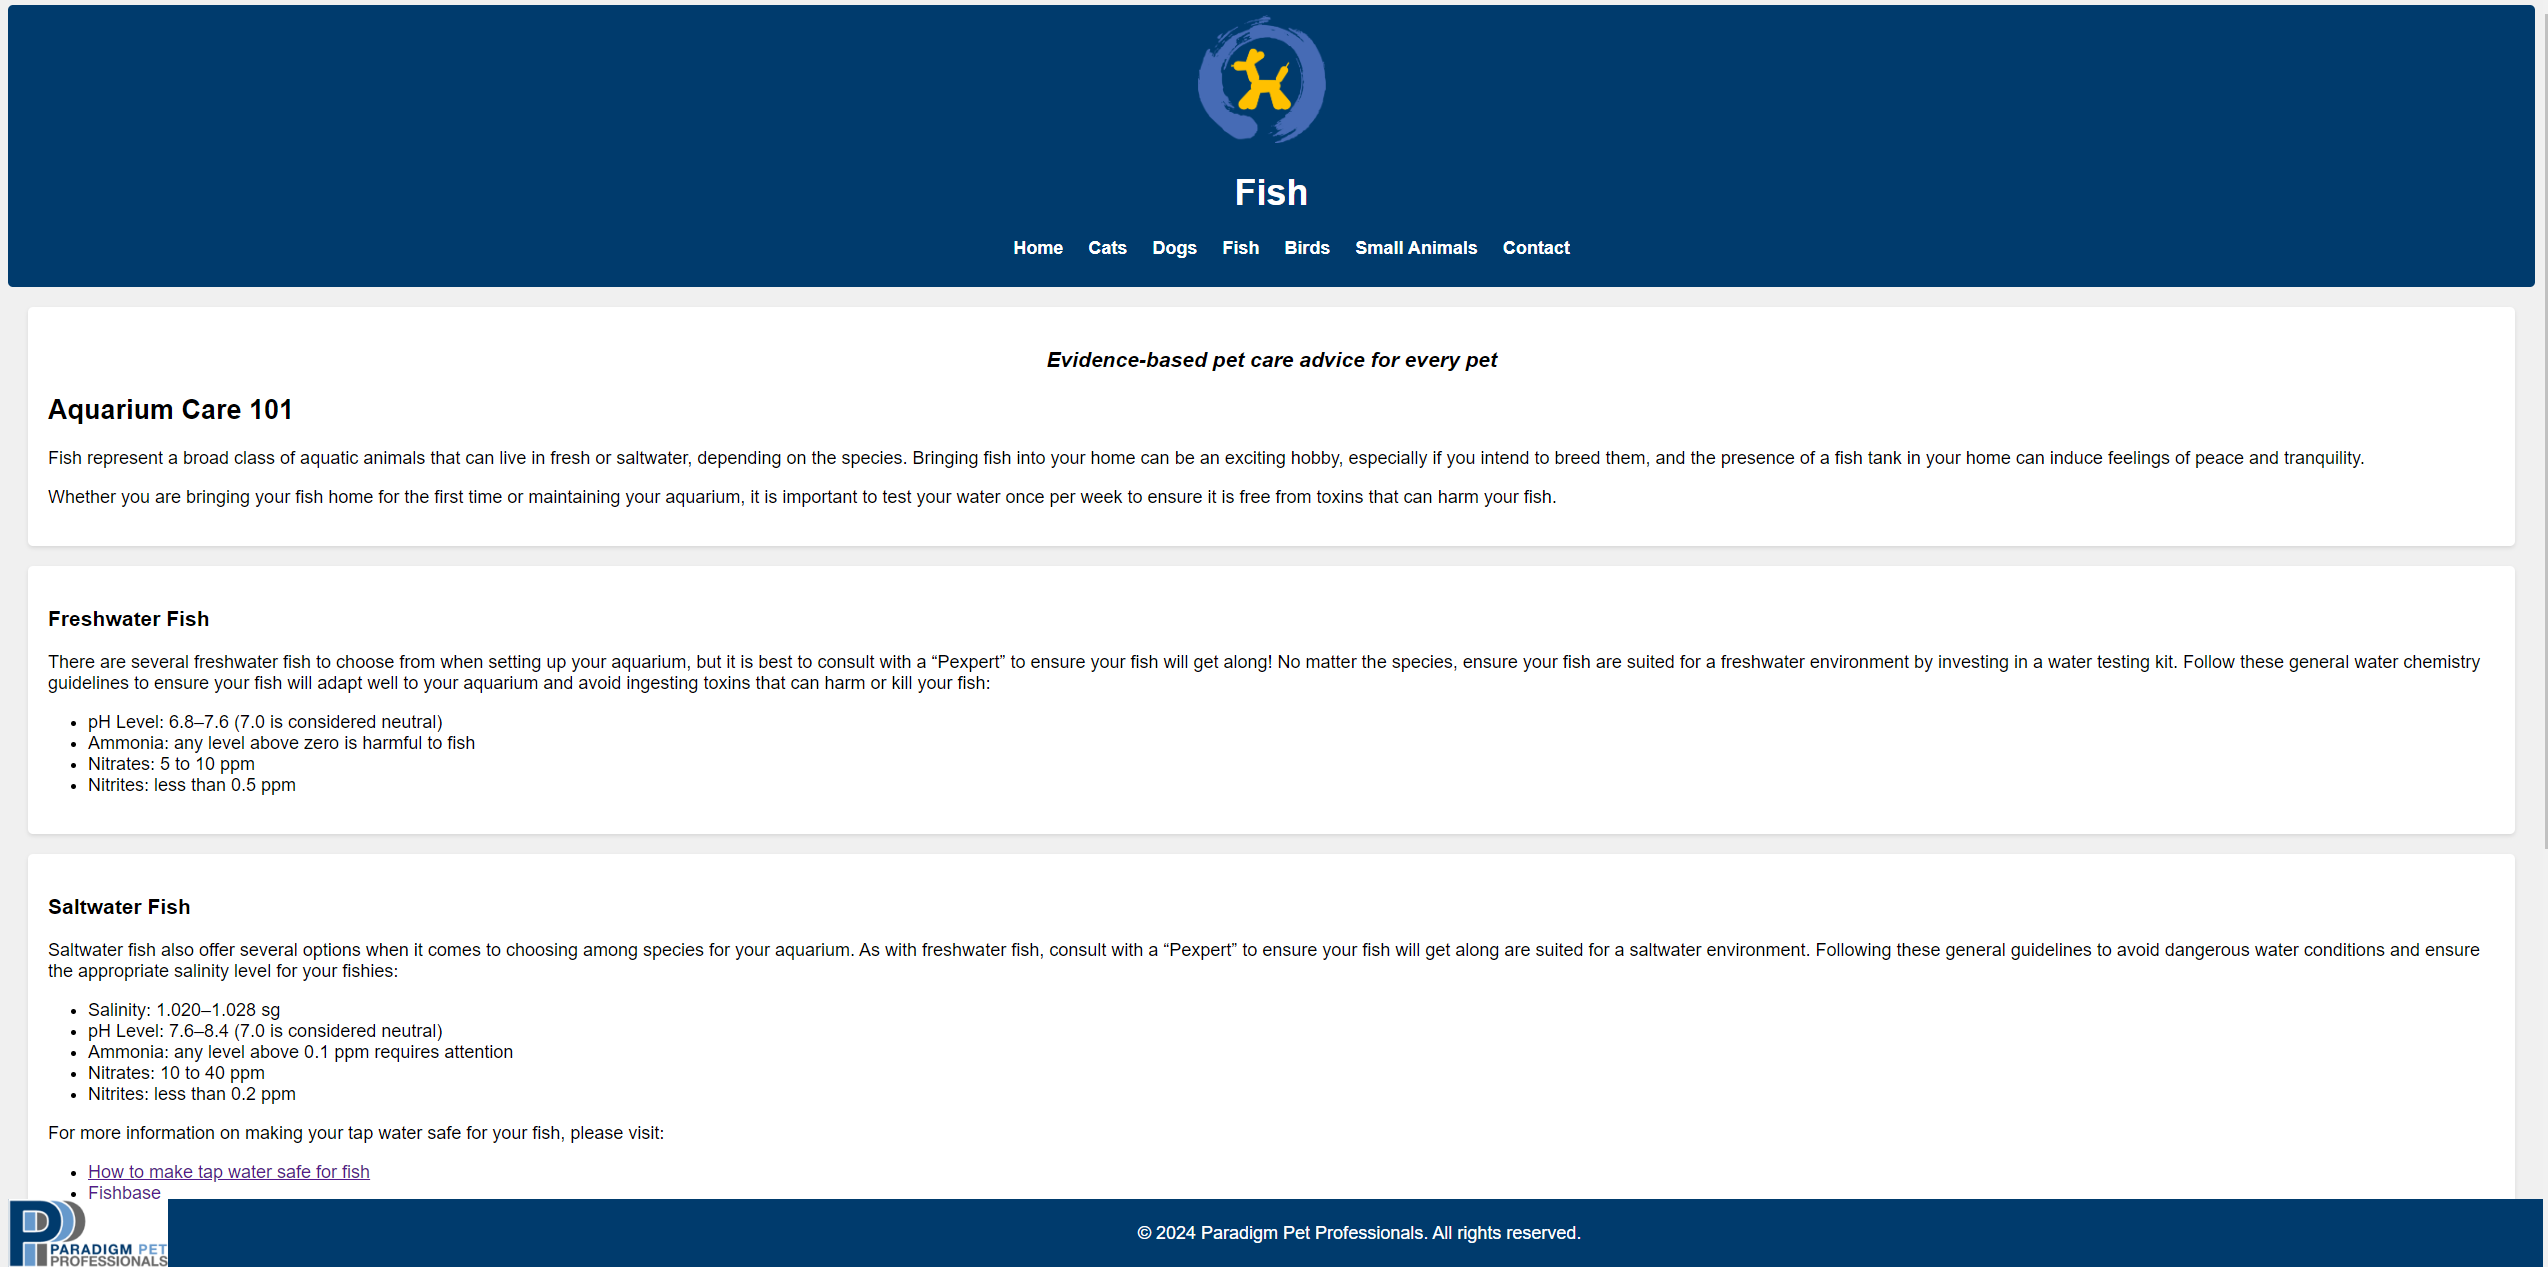 Fish
Home Cats Dogs Fish Birds Small Animals Contact
Evidence-based pet care advice for every pet
Aquarium Care 101
Fish represent a broad class of aquatic animals that can live in fresh or saltwater, depending on the species. Bringing fish into your home can be an exciting hobby, especially if you intend to breed them, and the presence of a fish tank in your home can induce feelings of peace and tranquility.
Whether you are bringing your fish home for the first time or maintaining your aquarium, it is important to test your water once per week to ensure it is free from toxins that can harm your fish.
Freshwater Fish
There are several freshwater fish to choose from when setting up your aquarium, but it is best to consult with a “Pexpert” to ensure your fish will get along! No matter the species, ensure your fish are suited for a freshwater environment by investing in a water testing kit. Follow these general water chemistry
guidelines to ensure your fish will adapt well to your aquarium and avoid ingesting toxins that can harm or kill your fish:
• pH Level: 6.8–7.6 (7.0 is considered neutral)
• Ammonia: any level above zero is harmful to fish
• Nitrates: 5 to 10 ppm
• Nitrites: less than 0.5 ppm
Saltwater Fish
Saltwater fish also offer several options when it comes to choosing among species for your aquarium. As with freshwater fish, consult with a “Pexpert” to ensure your fish will get along are suited for a saltwater environment. Following these general guidelines to avoid dangerous water conditions and ensure
the appropriate salinity level for your fishies:
• Salinity: 1.020–1.028 sg
• pH Level: 7.6–8.4 (7.0 is considered neutral)
• Ammonia: any level above 0.1 ppm requires attention
• Nitrates: 10 to 40 ppm
• Nitrites: less than 0.2 ppm
For more information on making your tap water safe for your fish, please visit:
• How to make tap water safe for fish
• Fishbase
PARADIGM PET
PROFESSIONALS
© 2024 Paradigm Pet Professionals. All rights reserved.